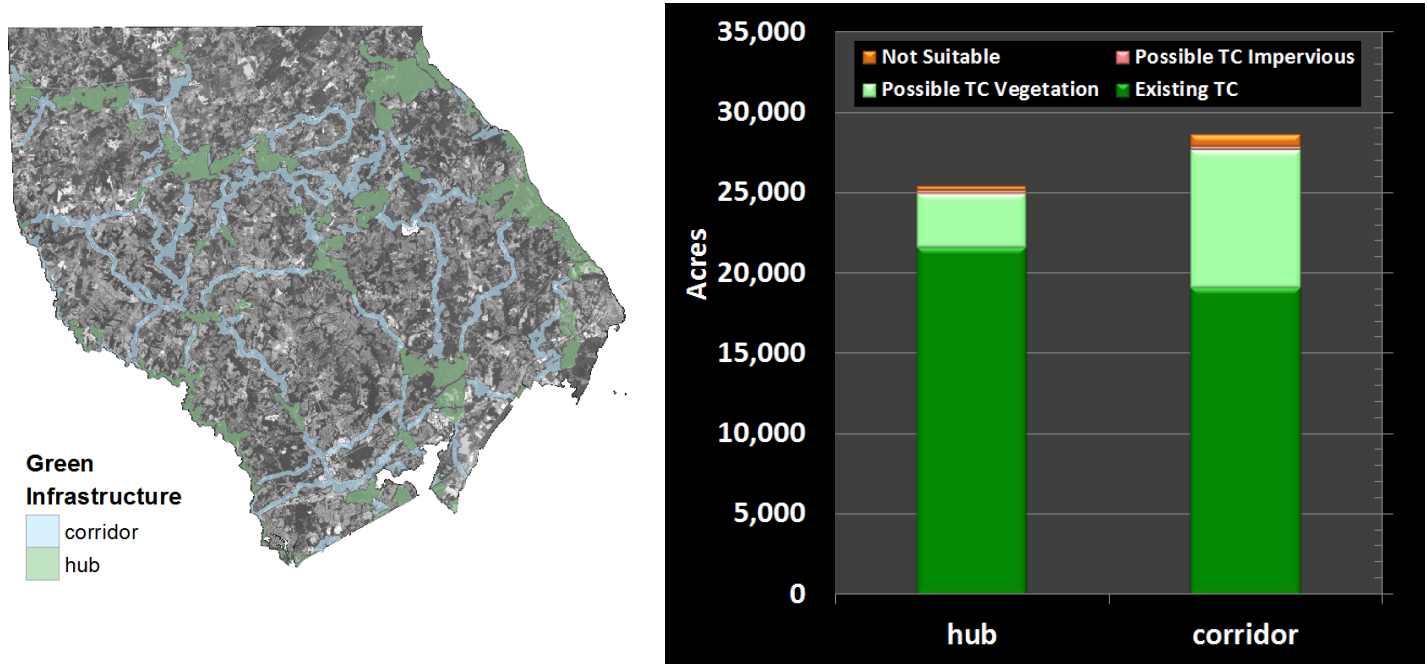 Green
Infrastructure
corridor
hub
35,000
30,000
25,000
20,000
15,000
10,000
5,000
0
Acres
Not Suitable
Possible TC Impervious
Possible TC Vegetation
Existing TC
hub
corridor